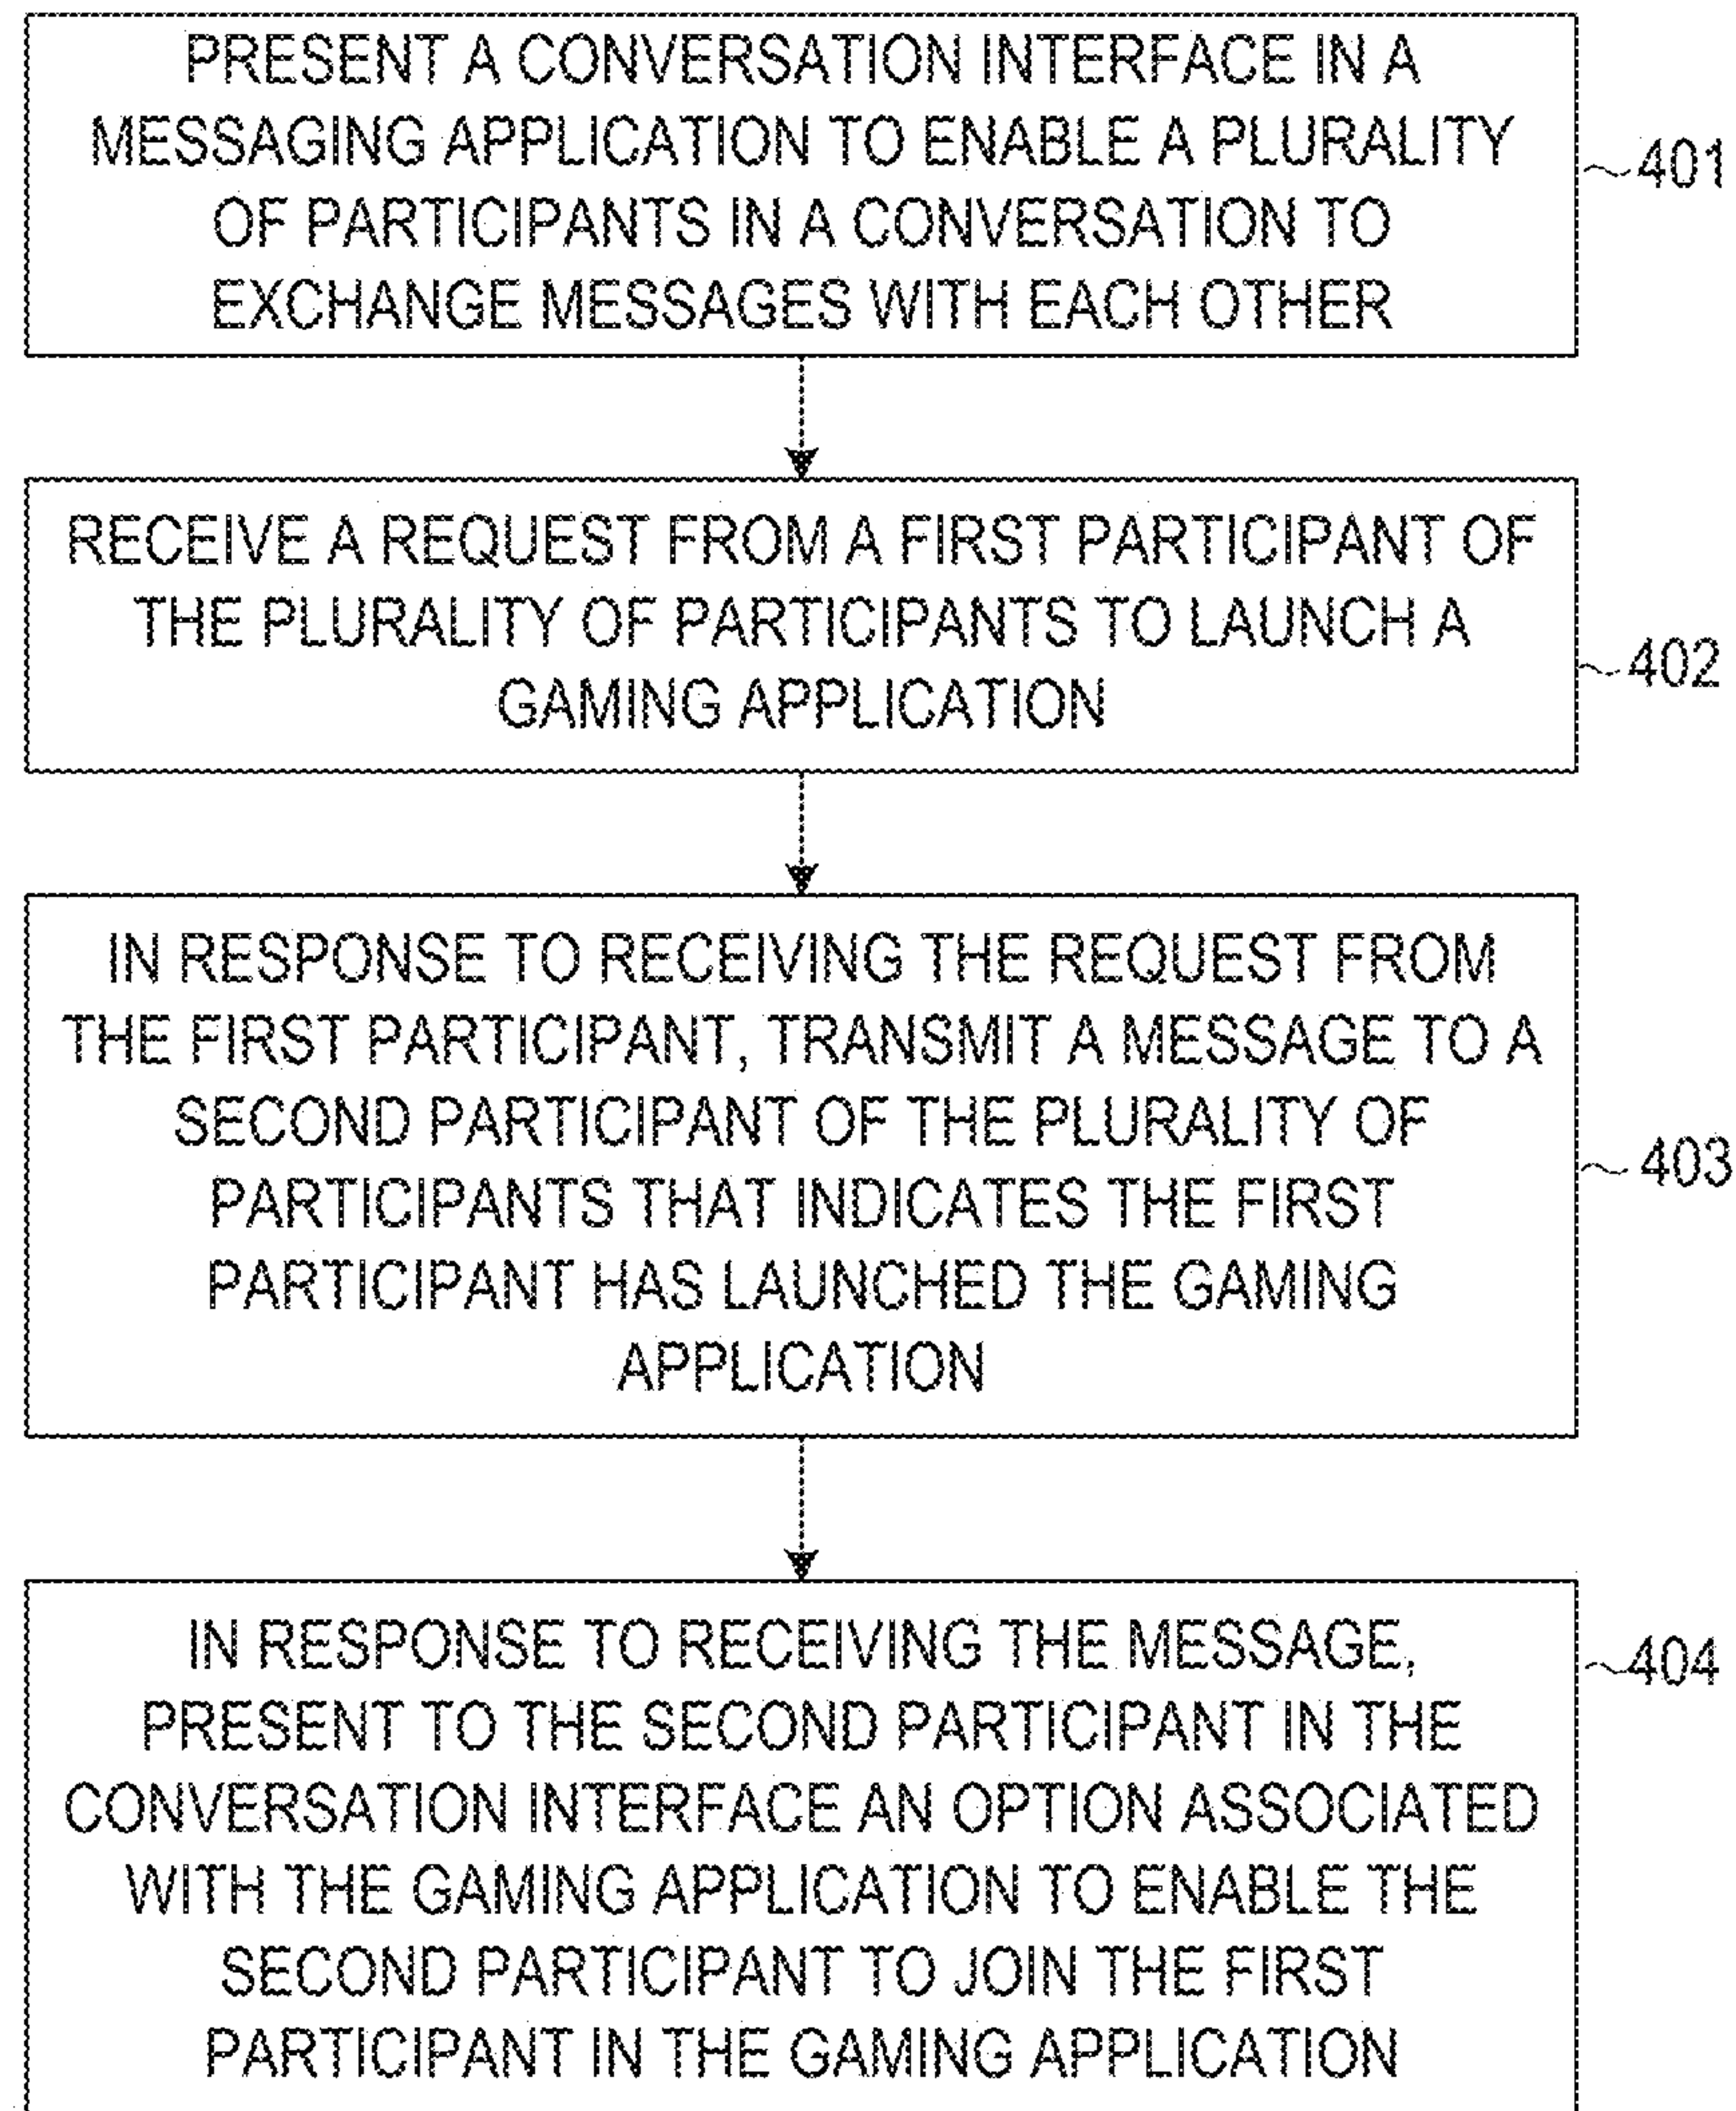 PRESENT A CONVERSATION INTERFACE IN A
MESSAGING APPLICATION TO ENABLE A PLURALITY
OF PARTICIPANTS IN A CONVERSATION TO
EXCHANGE MESSAGES WITH EACH OTHER
401
RECEIVE A REQUEST FROM A FIRST PARTICIPANT OF
THE PLURALITY OF PARTICIPANTS TO LAUNCH A
GAMING APPLICATION
402
IN RESPONSE TO RECEIVING THE REQUEST FROM
THE FIRST PARTICIPANT, TRANSMIT A MESSAGE TO A
SECOND PARTICIPANT OF THE PLURALITY OF
PARTICIPANTS THAT INDICATES THE FIRST
PARTICIPANT HAS LAUNCHED THE GAMING
APPLICATION
403
IN RESPONSE TO RECEIVING THE MESSAGE,
PRESENT TO THE SECOND PARTICIPANT IN THE
CONVERSATION INTERFACE AN OPTION ASSOCIATED
WITH THE GAMING APPLICATION TO ENABLE THE
SECOND PARTICIPANT TO JOIN THE FIRST
PARTICIPANT IN THE GAMING APPLICATION
404